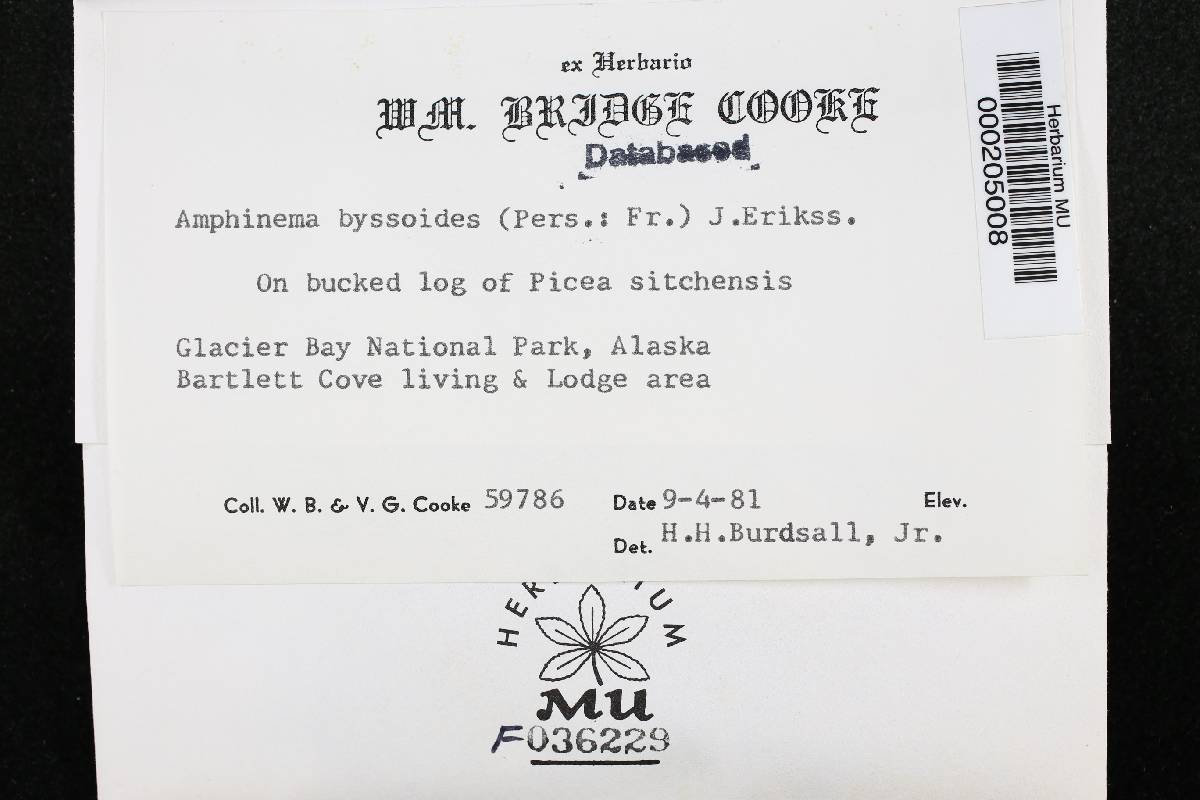 ex Herbario
WM. BRIDGE COOKE
Databased
Amphinema byssoides (Pers.: Fr.) J.Erikss.
On bucked log of Picea sitchensis
Glacier Bay National Park, Alaska
Bartlett Cove living & Lodge area
Coll. W. B. & V. G. Cooke 59786 Date 9-4-81 Elev.
Det. H.H.Burdsall, Jr.
Herbarium MU
000205008
MU
F036229